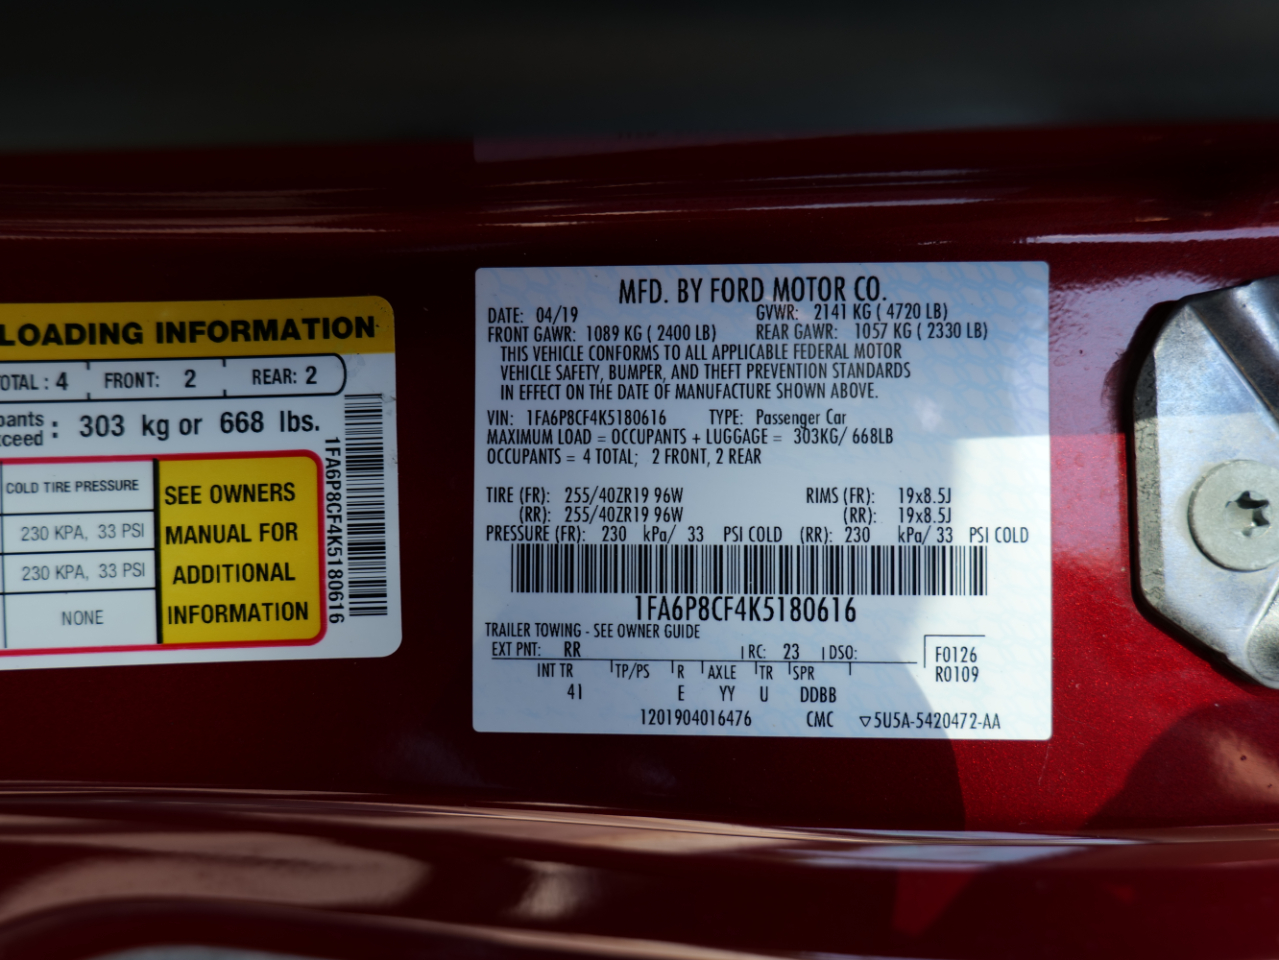 LOADING INFORMATION
OTAL : 4 FRONT: 2 REAR: 2
pants
xceed : 303 kg or 668 lbs.
COLD TIRE PRESSURE
230 KPA, 33 PSI
230 KPA, 33 PSI
NONE
SEE OWNERS
MANUAL FOR
ADDITIONAL
INFORMATION
1FA6P8CF4K5180616
MFD. BY FORD MOTOR CO.
DATE: 04/19 GVWR: 2141 KG ( 4720 LB)
FRONT GAWR: 1089 KG ( 2400 LB) REAR GAWR: 1057 KG ( 2330 LB)
THIS VEHICLE CONFORMS TO ALL APPLICABLE FEDERAL MOTOR
VEHICLE SAFETY, BUMPER, AND THEFT PREVENTION STANDARDS
IN EFFECT ON THE DATE OF MANUFACTURE SHOWN ABOVE.
VIN: 1FA6P8CF4K5180616 TYPE: Passenger Car
MAXIMUM LOAD = OCCUPANTS + LUGGAGE = 303KG/ 668LB
OCCUPANTS = 4 TOTAL; 2 FRONT, 2 REAR
TIRE (FR): 255/40ZR19 96W RIMS (FR): 19x8.5J
(RR): 255/40ZR19 96W (RR): 19x8.5J
PRESSURE (FR): 230 kPa/ 33 PSI COLD (RR): 230 kPa/ 33 PSI COLD
1FA6P8CF4K5180616
TRAILER TOWING - SEE OWNER GUIDE
EXT PNT: RR RC: 23 DSO:
F0126
R0109
INT TR TP/PS R AXLE TR SPR
41 E YY U DDBB
1201904016476 CMC ▽5U5A-5420472-AA